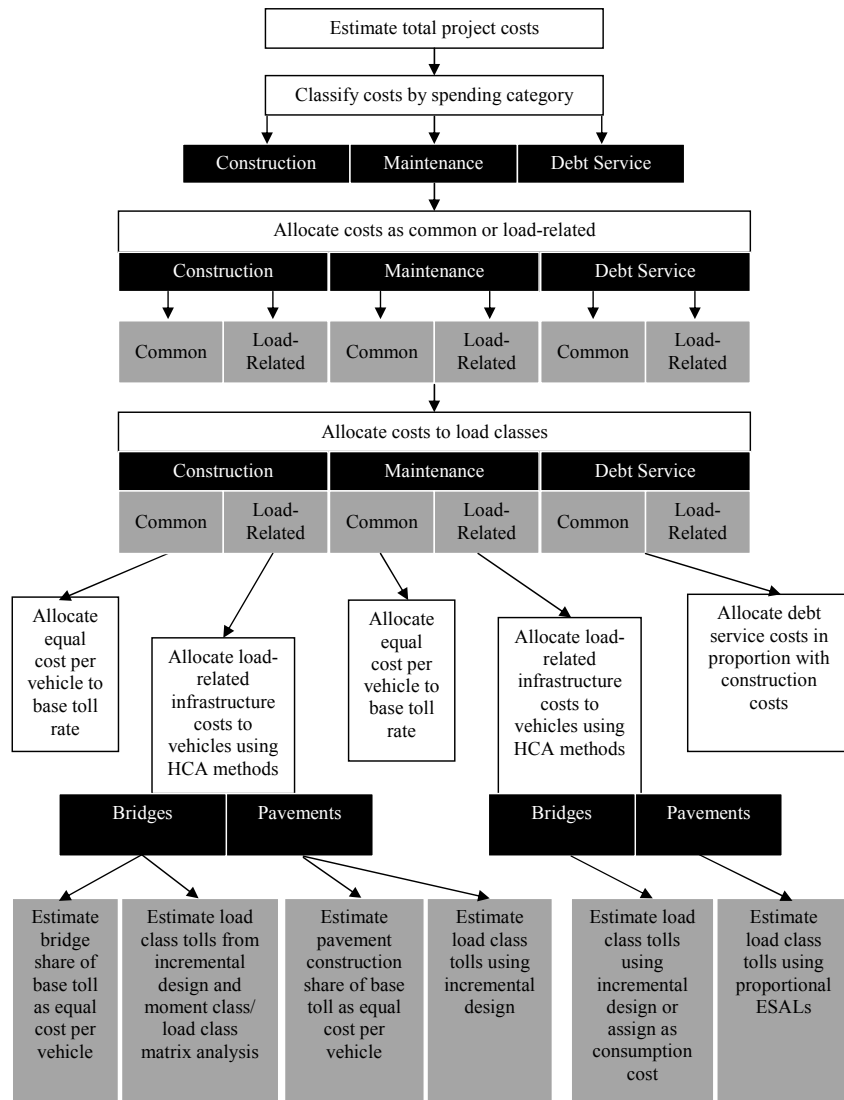 Estimate total project costs
Classify costs by spending category
Construction
Maintenance
Debt Service
Allocate costs as common or load-related
Construction
Maintenance
Debt Service
Common
Load-
Related
Common
Load-
Related
Common
Load-
Related
Allocate costs to load classes
Construction
Maintenance
Debt Service
Common
Load-
Related
Common
Load-
Related
Common
Load-
Related
Allocate
equal
cost per
vehicle to
base toll
rate
Allocate load-
related
infrastructure
costs to
vehicles using
HCA methods
Allocate
equal
cost per
vehicle to
base toll
rate
Allocate load-
related
infrastructure
costs to
vehicles using
HCA methods
Allocate debt
service costs in
proportion with
construction
costs
Bridges
Pavements
Bridges
Pavements
Estimate
bridge
share of
base toll
as equal
cost per
vehicle
Estimate load
class tolls from
incremental
design and
moment class/
load class
matrix analysis
Estimate
pavement
construction
share of base
toll as equal
cost per
vehicle
Estimate
load class
tolls using
incremental
design
Estimate load
class tolls
using
incremental
design or
assign as
consumption
cost
Estimate
load class
tolls using
proportional
ESALs